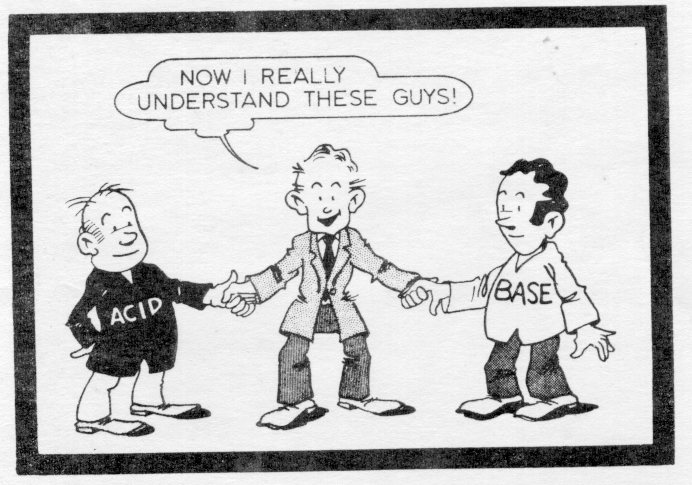 NOW I REALLY
UNDERSTAND THESE GUYS!
ACID
BASE